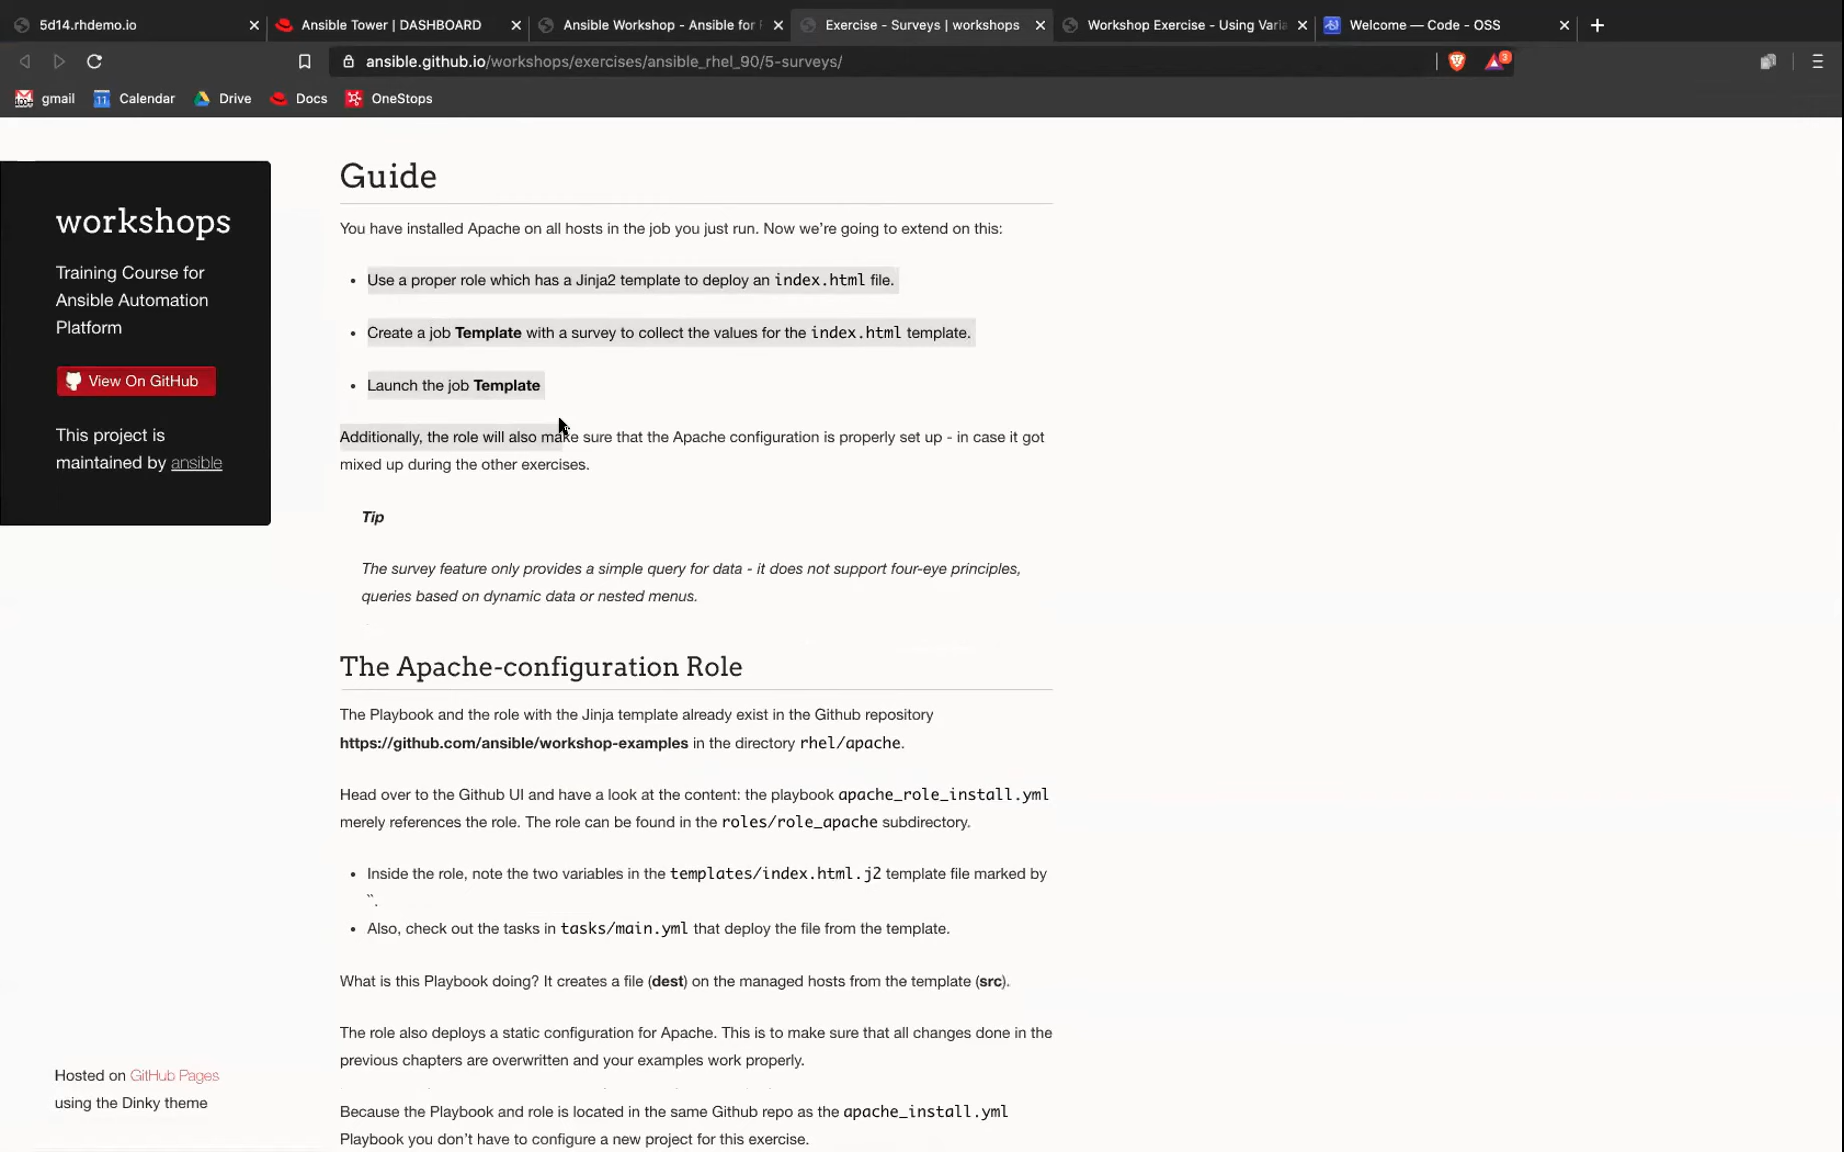 5d14.rhdemo.io
Ansible Tower | DASHBOARD
Ansible Workshop - Ansible for
Exercise - Surveys | workshops
Workshop Exercise - Using Varia
Welcome — Code - OSS
ansible.github.io/workshops/exercises/ansible_rhel_90/5-surveys/
3
gmail
Calendar
Drive
Docs
OneStops
workshops
Training Course for
Ansible Automation
Platform
View On GitHub
This project is
maintained by ansible
Hosted on GitHub Pages
using the Dinky theme
Guide
You have installed Apache on all hosts in the job you just run. Now we’re going to extend on this:
• Use a proper role which has a Jinja2 template to deploy an index.html file.
• Create a job Template with a survey to collect the values for the index.html template.
• Launch the job Template
Additionally, the role will also make sure that the Apache configuration is properly set up - in case it got
mixed up during the other exercises.
Tip
The survey feature only provides a simple query for data - it does not support four-eye principles,
queries based on dynamic data or nested menus.
The Apache-configuration Role
The Playbook and the role with the Jinja template already exist in the Github repository
https://github.com/ansible/workshop-examples in the directory rhel/apache.
Head over to the Github UI and have a look at the content: the playbook apache_role_install.yml
merely references the role. The role can be found in the roles/role_apache subdirectory.
• Inside the role, note the two variables in the templates/index.html.j2 template file marked by
``.
• Also, check out the tasks in tasks/main.yml that deploy the file from the template.
What is this Playbook doing? It creates a file (dest) on the managed hosts from the template (src).
The role also deploys a static configuration for Apache. This is to make sure that all changes done in the
previous chapters are overwritten and your examples work properly.
Because the Playbook and role is located in the same Github repo as the apache_install.yml
Playbook you don’t have to configure a new project for this exercise.